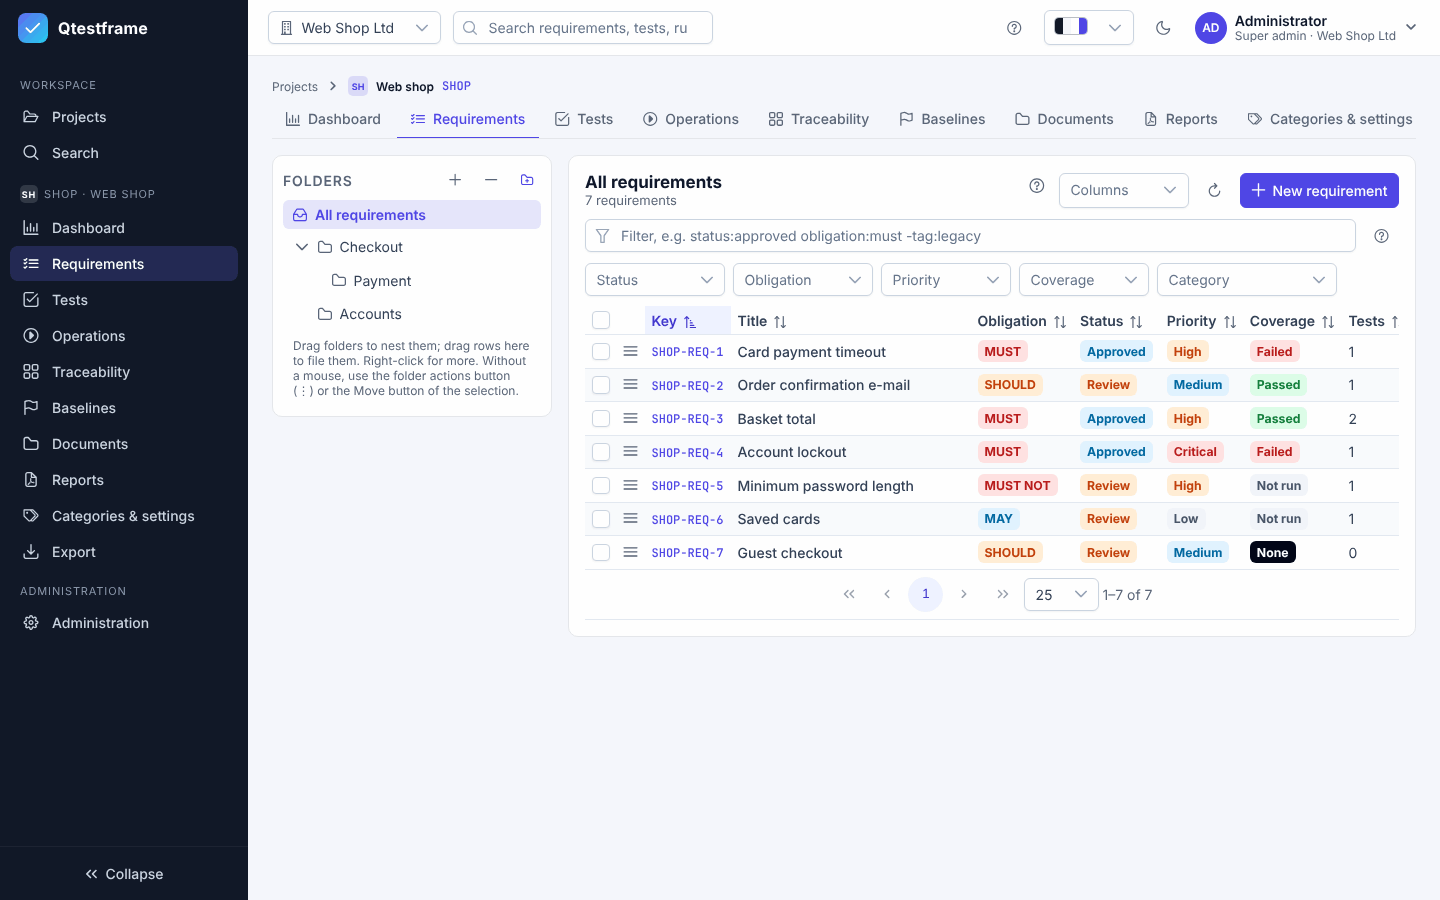 Qtestframe
Web Shop Ltd
Search requirements, tests, ru
AD
Administrator
Super admin · Web Shop Ltd
WORKSPACE
Projects
Search
SH SHOP · WEB SHOP
Dashboard
Requirements
Tests
Operations
Traceability
Baselines
Documents
Reports
Categories & settings
Export
ADMINISTRATION
Administration
Collapse
Projects
SH Web shop SHOP
Dashboard Requirements Tests Operations Traceability Baselines Documents Reports Categories & settings
FOLDERS
All requirements
Checkout
Payment
Accounts
Drag folders to nest them; drag rows here
to file them. Right-click for more. Without
a mouse, use the folder actions button
(⋮) or the Move button of the selection.
All requirements
7 requirements
Columns
New requirement
Filter, e.g. status:approved obligation:must -tag:legacy
Status Obligation Priority Coverage Category
Key Title Obligation Status Priority Coverage Tests
SHOP-REQ-1 Card payment timeout MUST Approved High Failed 1
SHOP-REQ-2 Order confirmation e-mail SHOULD Review Medium Passed 1
SHOP-REQ-3 Basket total MUST Approved High Passed 2
SHOP-REQ-4 Account lockout MUST Approved Critical Failed 1
SHOP-REQ-5 Minimum password length MUST NOT Review High Not run 1
SHOP-REQ-6 Saved cards MAY Review Low Not run 1
SHOP-REQ-7 Guest checkout SHOULD Review Medium None 0
1 25 1–7 of 7